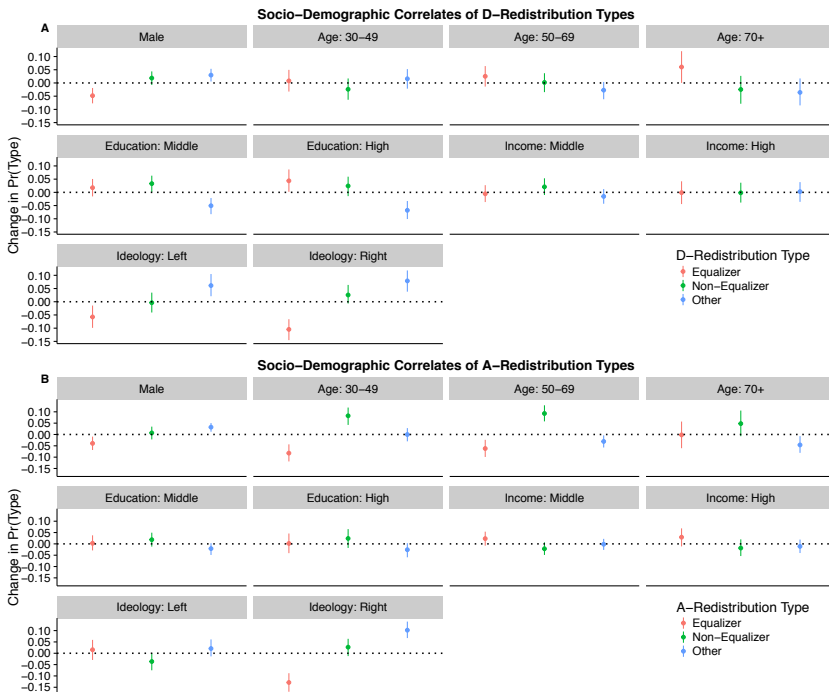 A
Socio−Demographic Correlates of D−Redistribution Types
Male Age: 30−49 Age: 50−69 Age: 70+
0.10
0.05
0.00
−0.05
−0.10
−0.15
Education: Middle Education: High Income: Middle Income: High
0.10
0.05
0.00
−0.05
−0.10
−0.15
Change in Pr(Type)
Ideology: Left Ideology: Right
0.10
0.05
0.00
−0.05
−0.10
−0.15
D−Redistribution Type
Equalizer
Non−Equalizer
Other
B
Socio−Demographic Correlates of A−Redistribution Types
Male Age: 30−49 Age: 50−69 Age: 70+
0.10
0.05
0.00
−0.05
−0.10
−0.15
Education: Middle Education: High Income: Middle Income: High
0.10
0.05
0.00
−0.05
−0.10
−0.15
Change in Pr(Type)
Ideology: Left Ideology: Right
0.10
0.05
0.00
−0.05
−0.10
−0.15
A−Redistribution Type
Equalizer
Non−Equalizer
Other